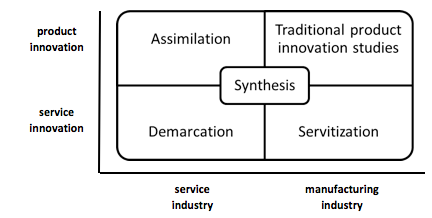 product
innovation
Assimilation
Traditional product
innovation studies
Synthesis
service
innovation
Demarcation
Servitization
service
industry
manufacturing
industry